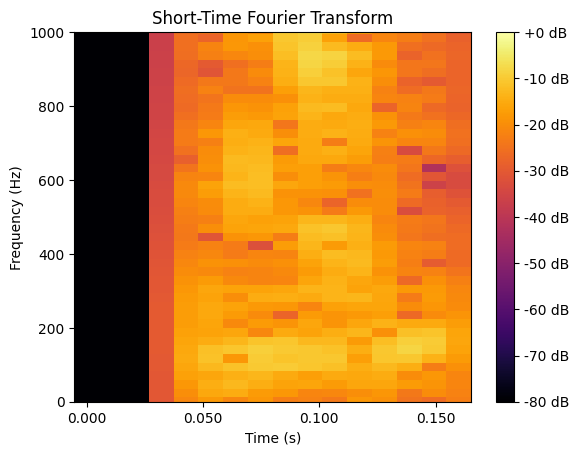 Short-Time Fourier Transform
1000
800
600
400
200
0
Frequency (Hz)
0.000
0.050
0.100
0.150
Time (s)
+0 dB
-10 dB
-20 dB
-30 dB
-40 dB
-50 dB
-60 dB
-70 dB
-80 dB